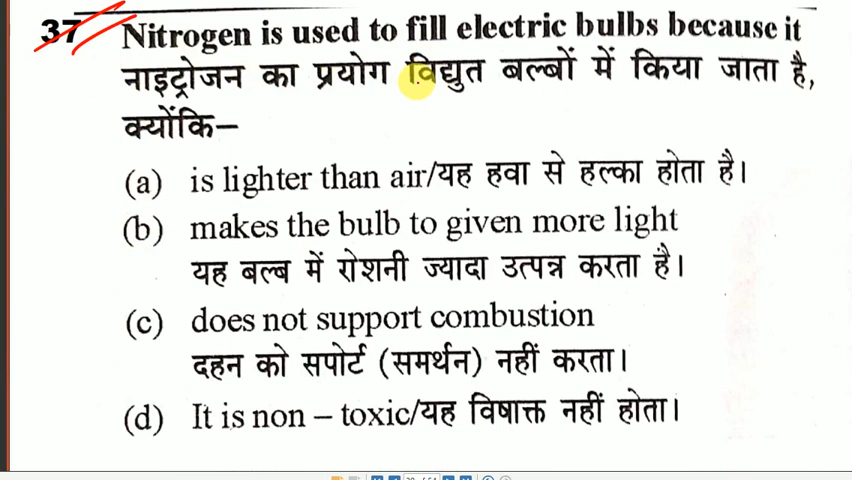 37 Nitrogen is used to fill electric bulbs because it
नाइट्रोजन का प्रयोग विद्युत बल्बों में किया जाता है,
क्योंकि–
(a) is lighter than air/यह हवा से हल्का होता है।
(b) makes the bulb to given more light
यह बल्ब में रोशनी ज्यादा उत्पन्न करता है।
(c) does not support combustion
दहन को सपोर्ट (समर्थन) नहीं करता।
(d) It is non – toxic/यह विषाक्त नहीं होता।